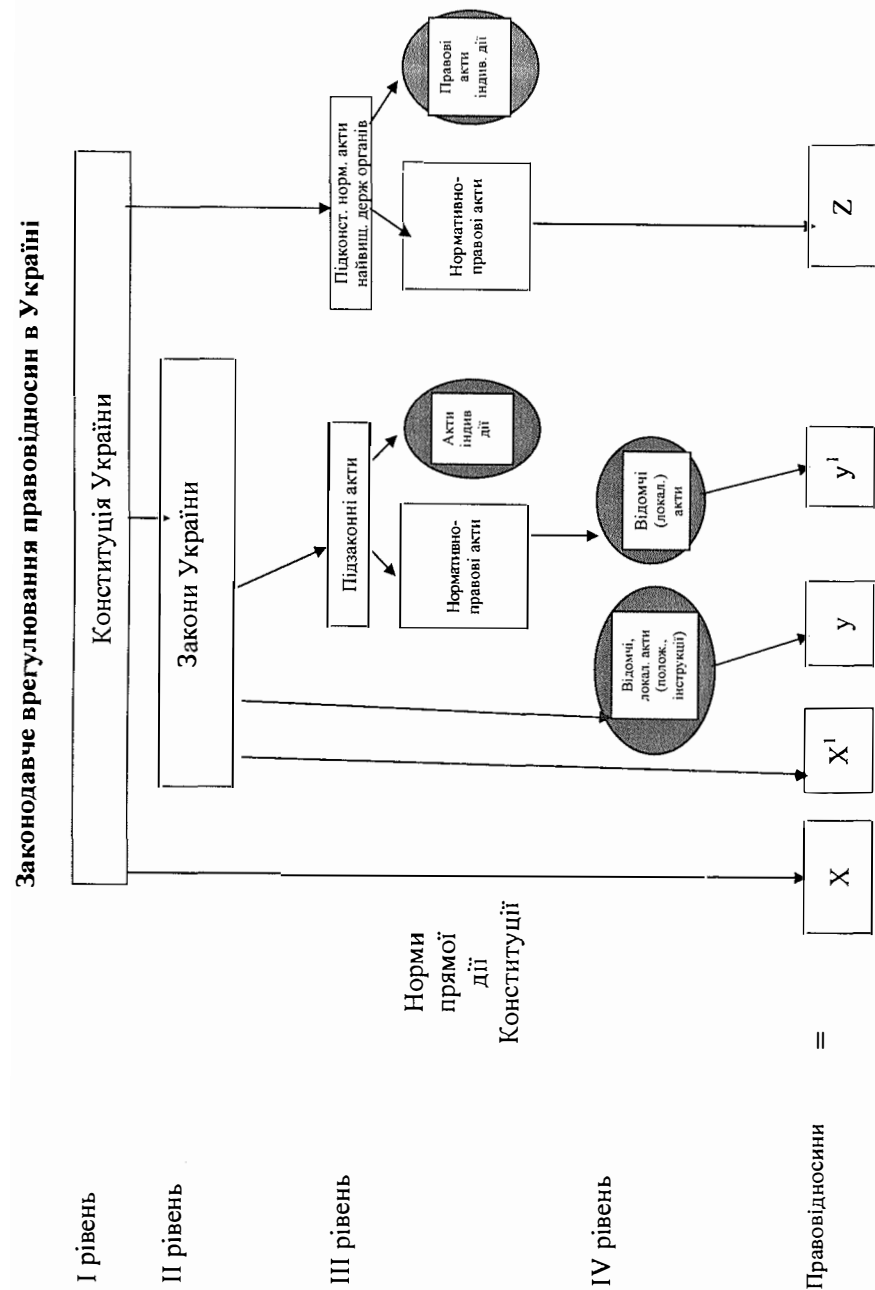 Законодавче врегулювання правовідносин в Україні
I рівень
Конституція України
II рівень
Закони України
III рівень
Підзаконні акти
Підконст. норм. акти
найвищ. держ органів
Норми
прямої
дії
Конституції
Нормативно-
правові акти
Акти
індив
дії
Нормативно-
правові акти
Правові
акти
індив. дії
IV рівень
Відомчі,
локал. акти
(полож.,
інструкції)
Відомчі
(локал.)
акти
Правовідносини
=
X
X¹
y
y¹
Z